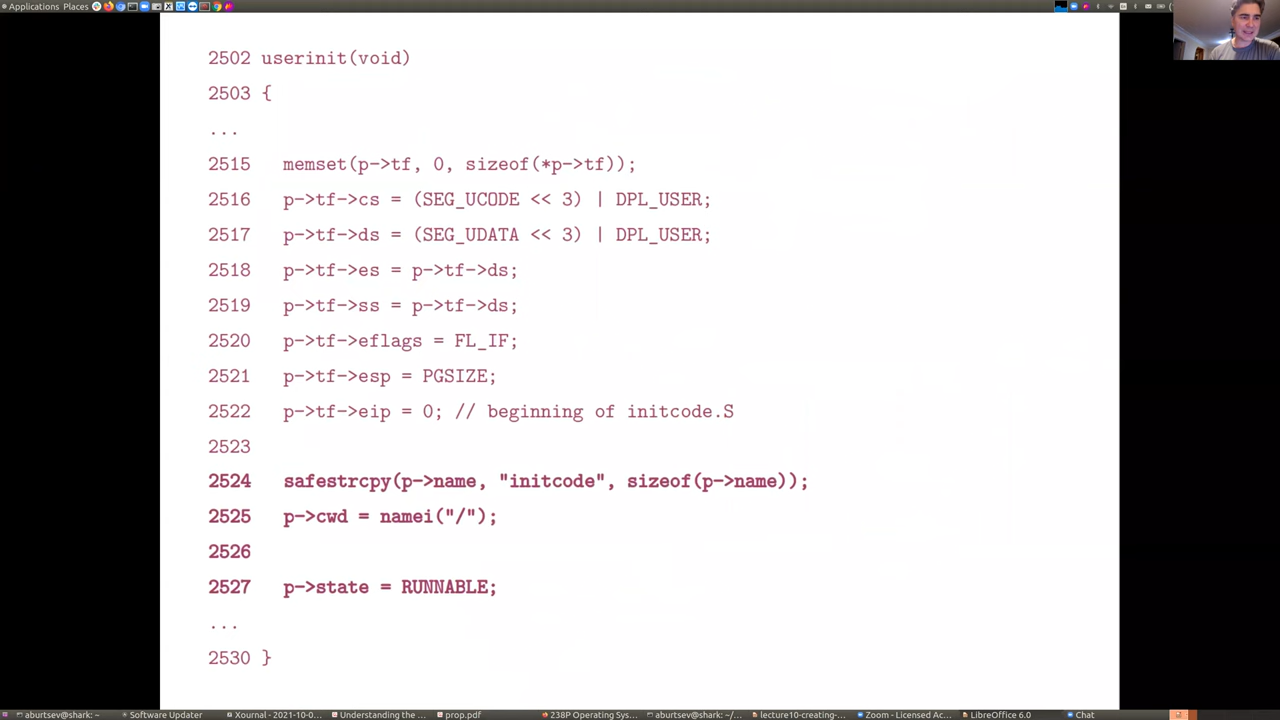 Applications Places
2502 userinit(void)
2503 {
...
2515 memset(p->tf, 0, sizeof(*p->tf));
2516 p->tf->cs = (SEG_UCODE << 3) | DPL_USER;
2517 p->tf->ds = (SEG_UDATA << 3) | DPL_USER;
2518 p->tf->es = p->tf->ds;
2519 p->tf->ss = p->tf->ds;
2520 p->tf->eflags = FL_IF;
2521 p->tf->esp = PGSIZE;
2522 p->tf->eip = 0; // beginning of initcode.S
2523
2524 safestrcpy(p->name, "initcode", sizeof(p->name));
2525 p->cwd = namei("/");
2526
2527 p->state = RUNNABLE;
...
2530 }
aburtsev@shark: ~ Software Updater Xournal - 2021-10-0... Understanding the ... prop.pdf 238P Operating Sys... aburtsev@shark: ~/... lecture10-creating-... Zoom - Licensed Ac... LibreOffice 6.0 Chat